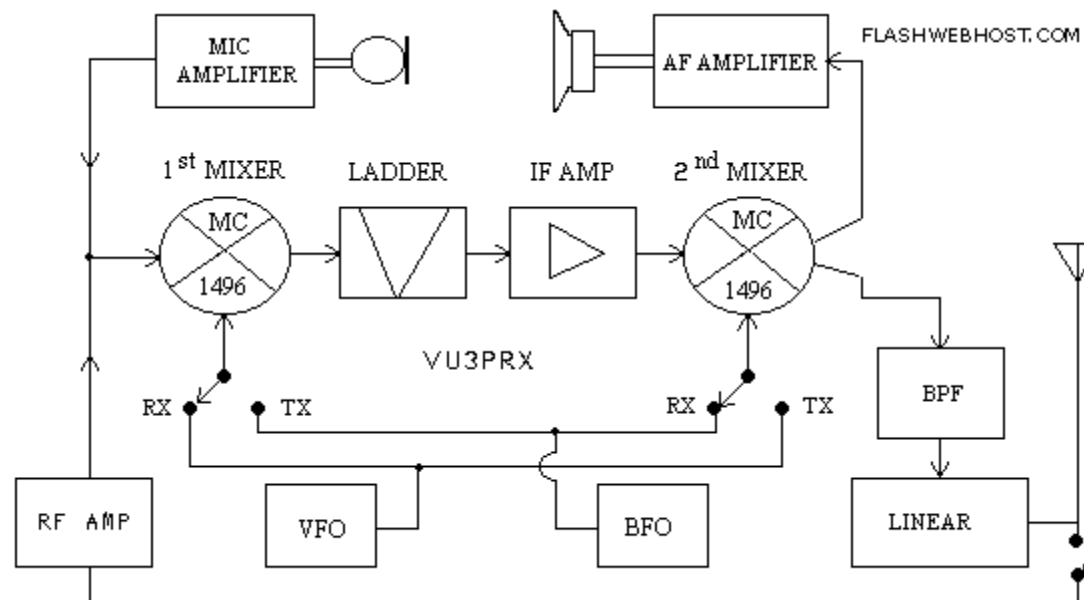 MIC
AMPLIFIER
AF AMPLIFIER
FLASHWEBHOST.COM
1st MIXER
LADDER
IF AMP
2nd MIXER
MC
1496
MC
1496
VU3PRX
BPF
RX
TX
RX
TX
RF AMP
VFO
BFO
LINEAR